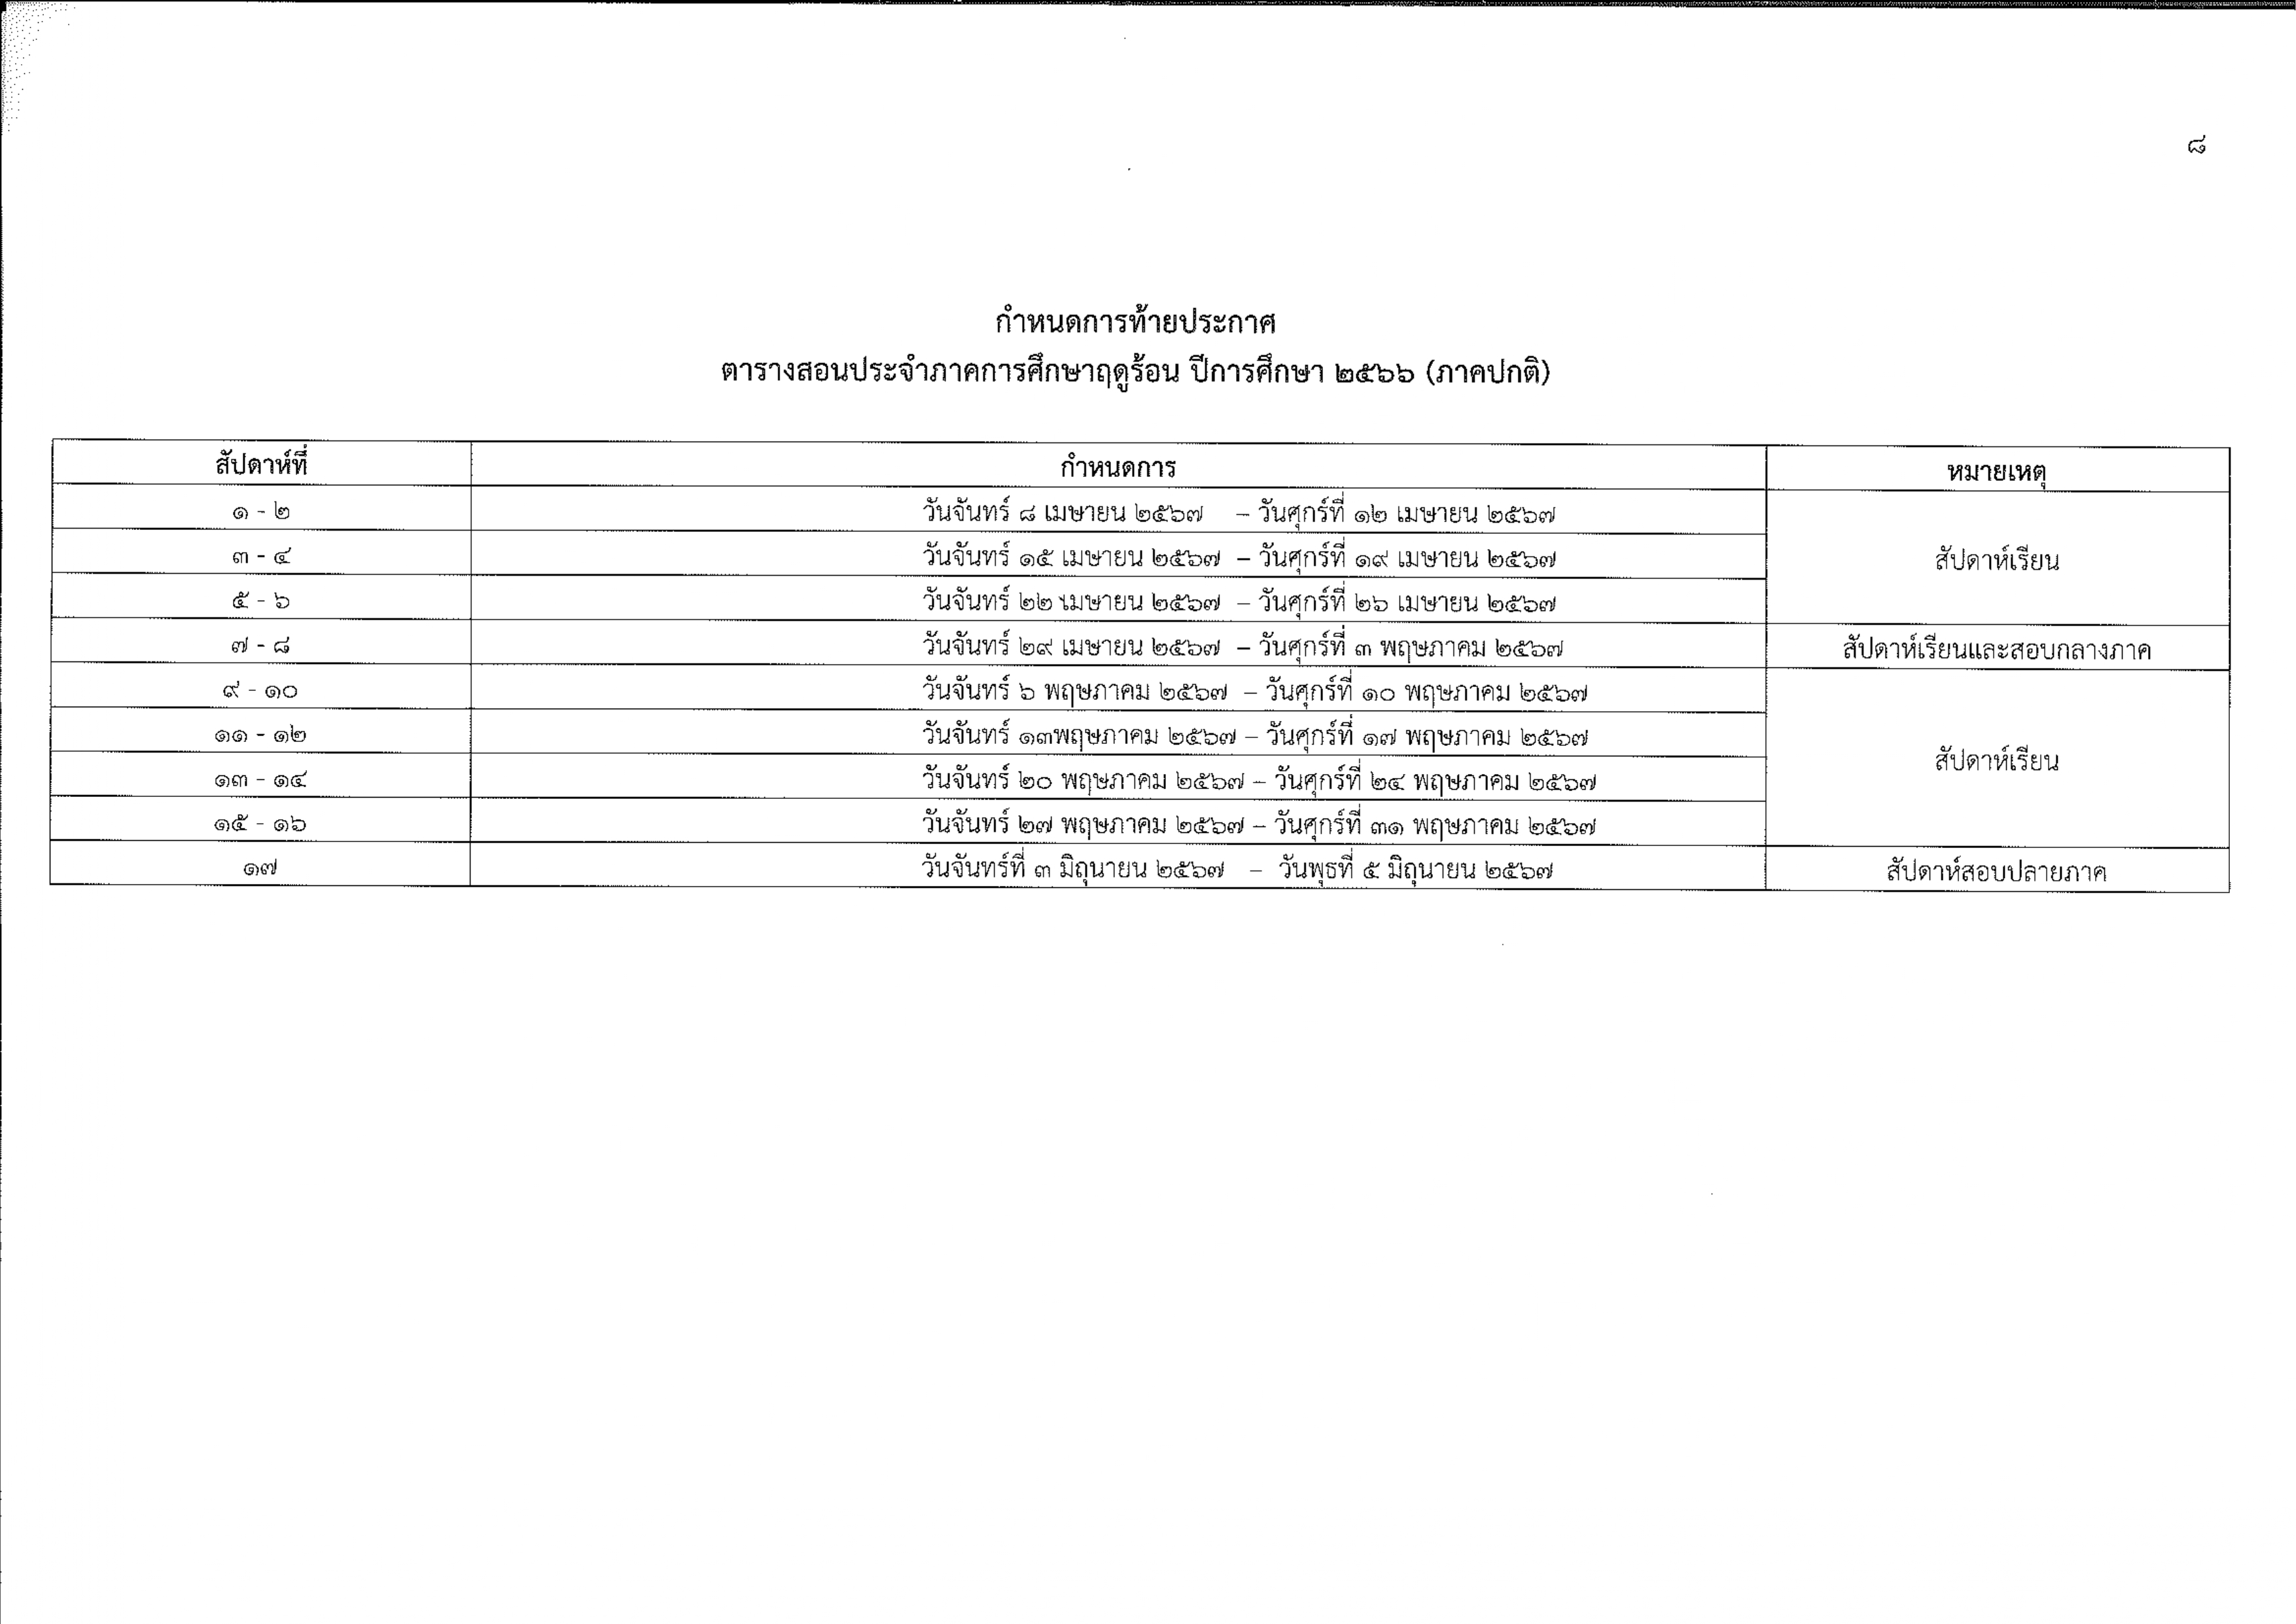 ๘
กำหนดการท้ายประกาศ
ตารางสอนประจำภาคการศึกษาฤดูร้อน ปีการศึกษา ๒๕๖๖ (ภาคปกติ)
สัปดาห์ที่ กำหนดการ หมายเหตุ
๑ - ๒ วันจันทร์ ๘ เมษายน ๒๕๖๗ – วันศุกร์ที่ ๑๒ เมษายน ๒๕๖๗
๓ - ๔ วันจันทร์ ๑๕ เมษายน ๒๕๖๗ – วันศุกร์ที่ ๑๙ เมษายน ๒๕๖๗ สัปดาห์เรียน
๕ - ๖ วันจันทร์ ๒๒ เมษายน ๒๕๖๗ – วันศุกร์ที่ ๒๖ เมษายน ๒๕๖๗
๗ - ๘ วันจันทร์ ๒๙ เมษายน ๒๕๖๗ – วันศุกร์ที่ ๓ พฤษภาคม ๒๕๖๗ สัปดาห์เรียนและสอบกลางภาค
๙ - ๑๐ วันจันทร์ ๖ พฤษภาคม ๒๕๖๗ – วันศุกร์ที่ ๑๐ พฤษภาคม ๒๕๖๗
๑๑ - ๑๒ วันจันทร์ ๑๓พฤษภาคม ๒๕๖๗ – วันศุกร์ที่ ๑๗ พฤษภาคม ๒๕๖๗
สัปดาห์เรียน
๑๓ - ๑๔ วันจันทร์ ๒๐ พฤษภาคม ๒๕๖๗ – วันศุกร์ที่ ๒๔ พฤษภาคม ๒๕๖๗
๑๕ - ๑๖ วันจันทร์ ๒๗ พฤษภาคม ๒๕๖๗ – วันศุกร์ที่ ๓๑ พฤษภาคม ๒๕๖๗
๑๗ วันจันทร์ที่ ๓ มิถุนายน ๒๕๖๗ – วันพุธที่ ๕ มิถุนายน ๒๕๖๗ สัปดาห์สอบปลายภาค